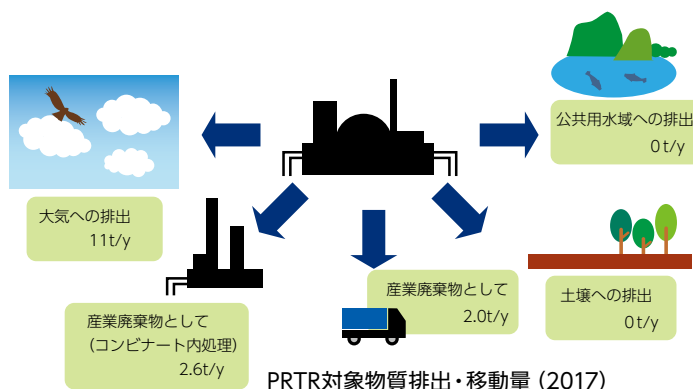 公共用水域への排出
0t/y
大気への排出
11t/y
産業廃棄物として
2.0t/y
土壌への排出
0t/y
産業廃棄物として
(コンビナート内処理)
2.6t/y
PRTR対象物質排出・移動量(2017)